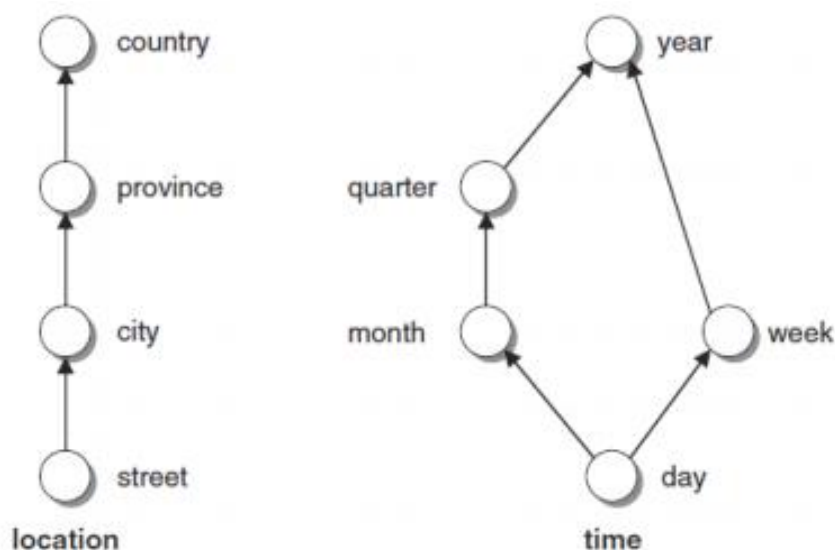 country
year
province
quarter
city
month
week
street
day
location
time